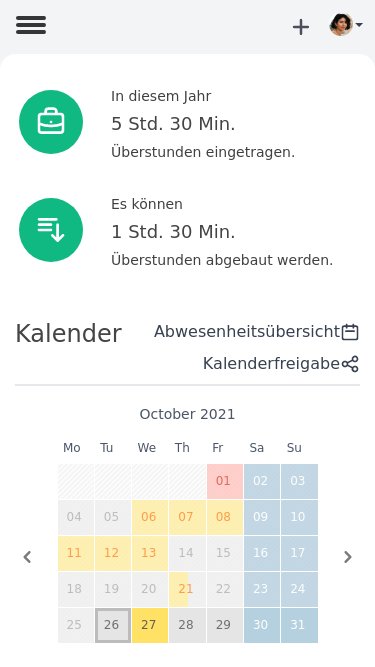 In diesem Jahr
5 Std. 30 Min.
Überstunden eingetragen.
Es können
1 Std. 30 Min.
Überstunden abgebaut werden.
Kalender
Abwesenheitsübersicht
Kalenderfreigabe
October 2021
Mo Tu We Th Fr Sa Su
01 02 03
04 05 06 07 08 09 10
11 12 13 14 15 16 17
18 19 20 21 22 23 24
25 26 27 28 29 30 31